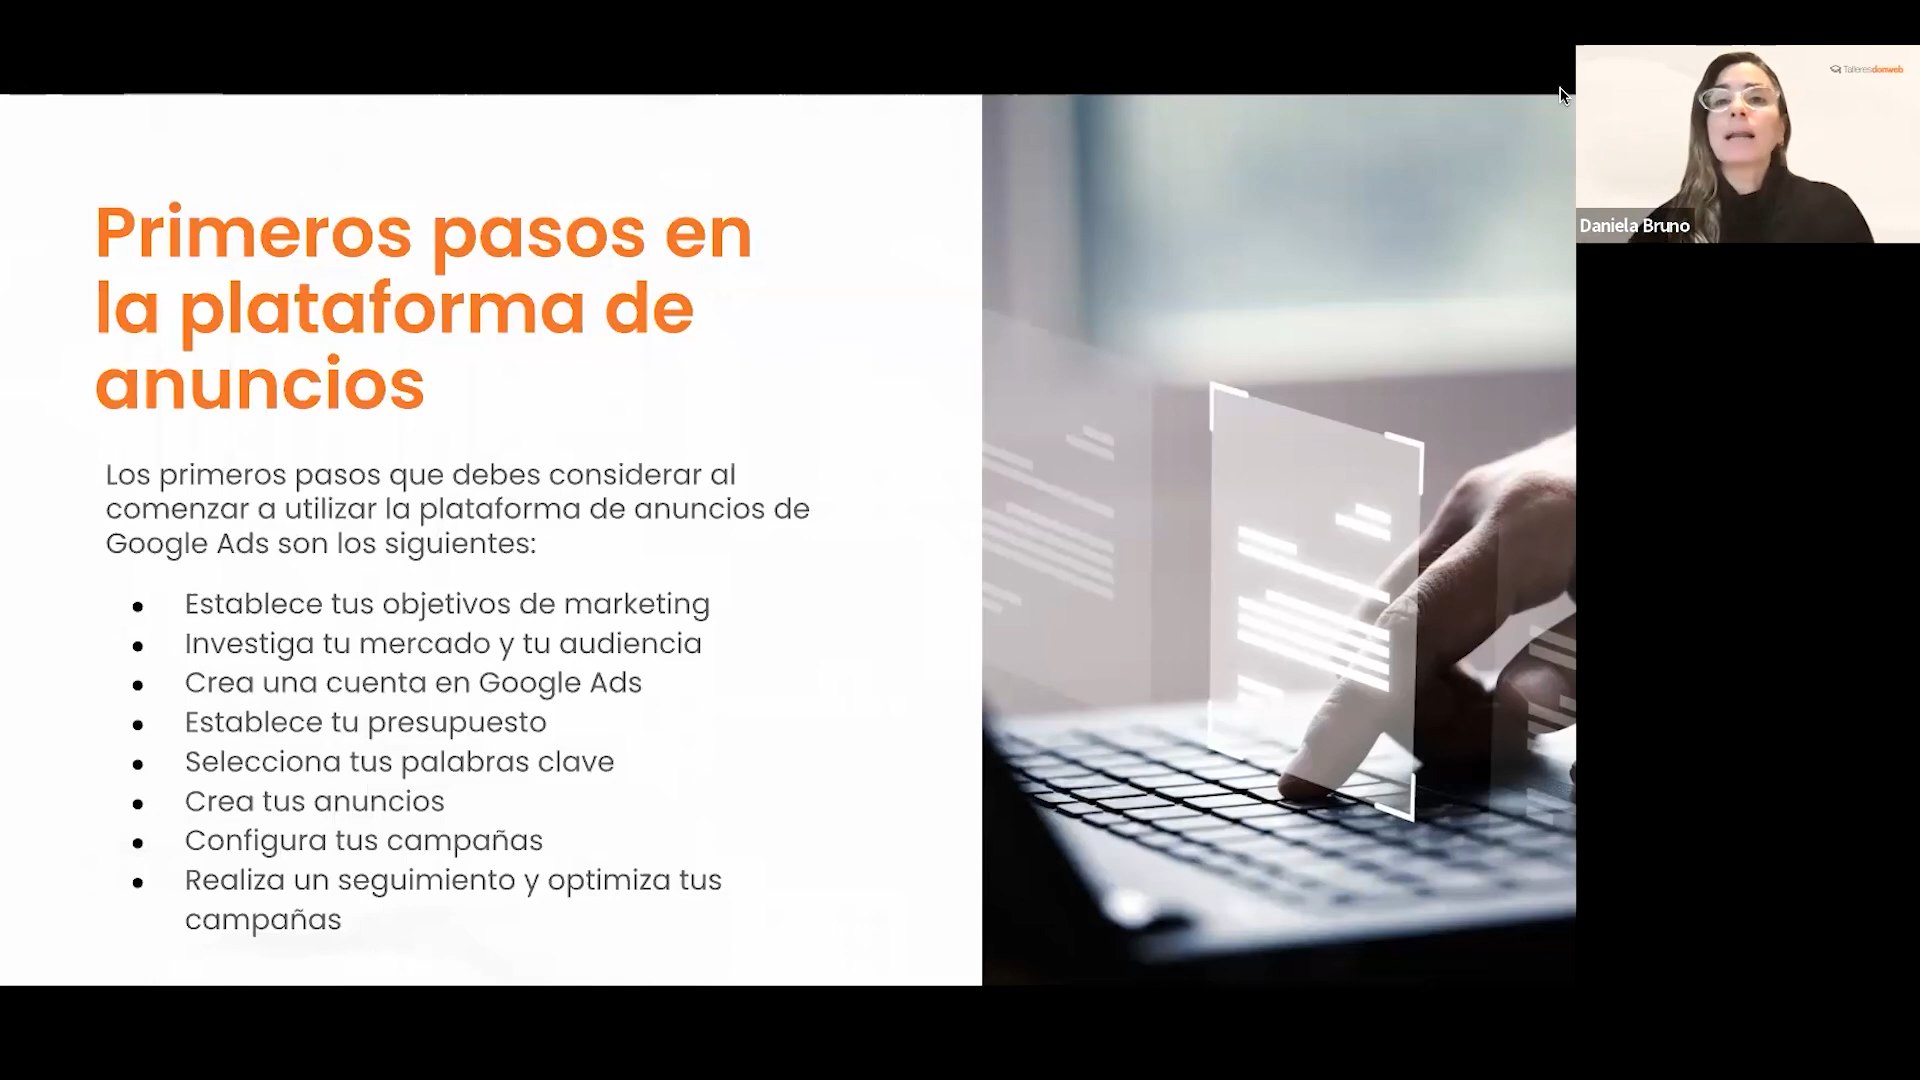 Talleresdonweb
Daniela Bruno
Primeros pasos en
la plataforma de
anuncios
Los primeros pasos que debes considerar al
comenzar a utilizar la plataforma de anuncios de
Google Ads son los siguientes:
● Establece tus objetivos de marketing
● Investiga tu mercado y tu audiencia
● Crea una cuenta en Google Ads
● Establece tu presupuesto
● Selecciona tus palabras clave
● Crea tus anuncios
● Configura tus campañas
● Realiza un seguimiento y optimiza tus
campañas